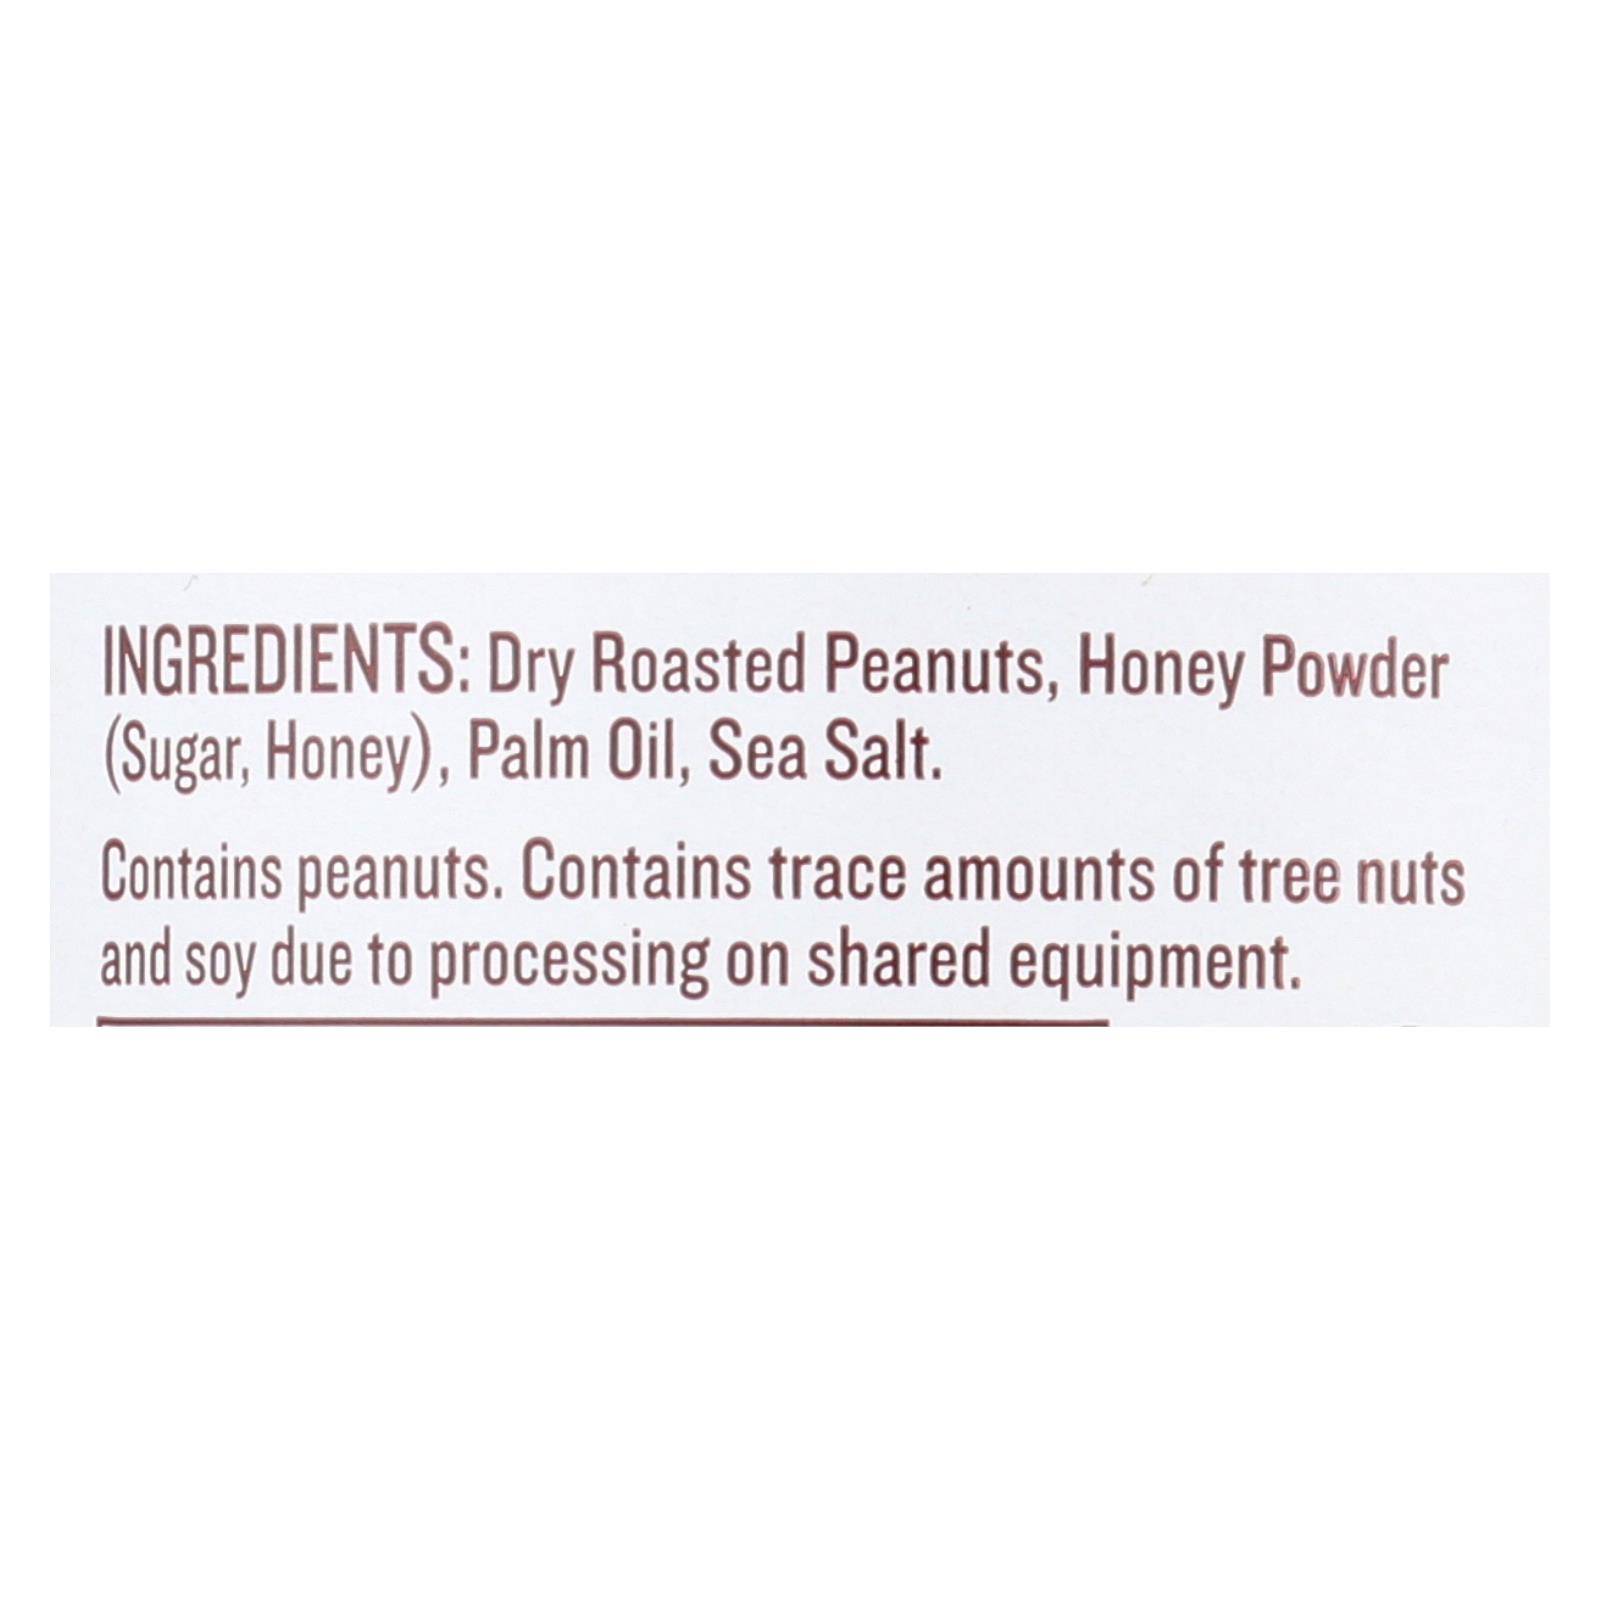 INGREDIENTS: Dry Roasted Peanuts, Honey Powder
(Sugar, Honey), Palm Oil, Sea Salt.
Contains peanuts. Contains trace amounts of tree nuts
and soy due to processing on shared equipment.